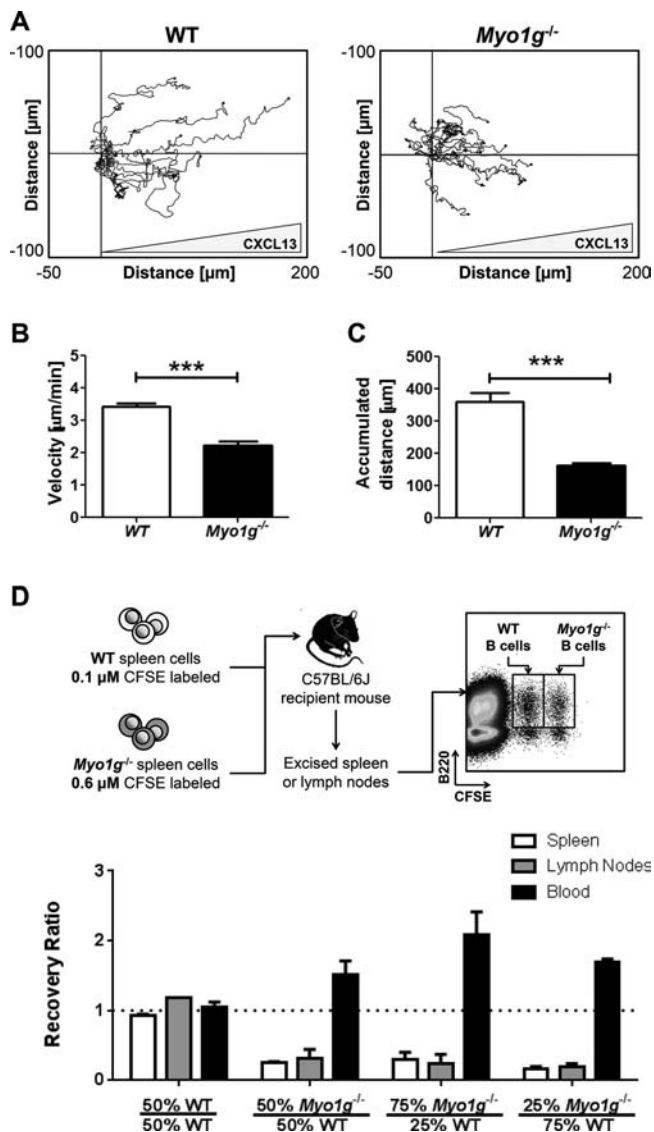 A
WT
Myo1g-/-
-100
-100
Distance [µm]
Distance [µm]
CXCL13
CXCL13
-100
-100
-50
Distance [µm]
200
-50
Distance [µm]
200
B
C
Velocity [µm/min]
5
4
3
2
1
0
***
WT
Myo1g-/-
Accumulated
distance [µm]
500
400
300
200
100
0
***
WT
Myo1g-/-
D
WT spleen cells
0.1 µM CFSE labeled
Myo1g-/- spleen cells
0.6 µM CFSE labeled
C57BL/6J
recipient mouse
Excised spleen
or lymph nodes
WT
B cells
Myo1g-/-
B cells
B220
CFSE
Spleen
Lymph Nodes
Blood
Recovery Ratio
3
2
1
0
50% WT
50% WT
50% Myo1g-/-
50% WT
75% Myo1g-/-
25% WT
25% Myo1g-/-
75% WT